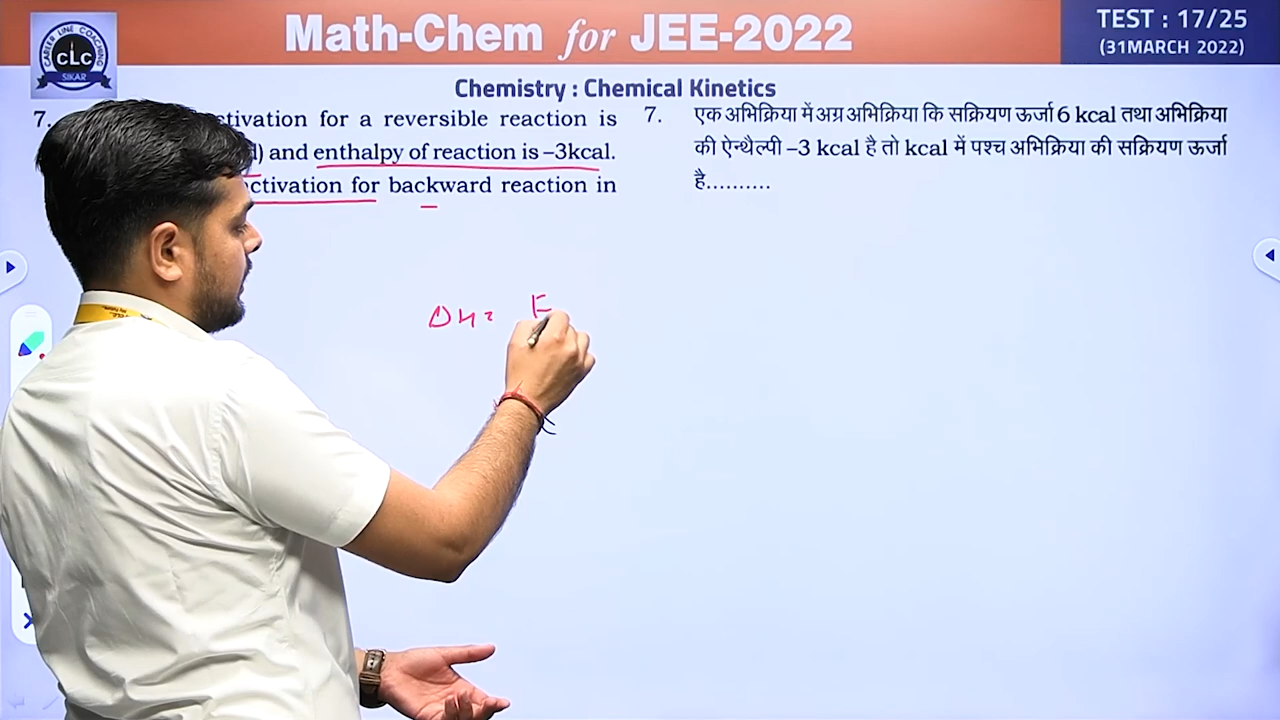 Math-Chem for JEE-2022
TEST : 17/25
(31MARCH 2022)
CAREER LINE COACHING
CLC
SIKAR
Chemistry : Chemical Kinetics
7. activation for a reversible reaction is
and enthalpy of reaction is –3kcal.
activation for backward reaction in
7. एक अभिक्रिया में अग्र अभिक्रिया कि सक्रियण ऊर्जा 6 kcal तथा अभिक्रिया
की ऐन्थैल्पी –3 kcal है तो kcal में पश्च अभिक्रिया की सक्रियण ऊर्जा
है..........
ΔH = E